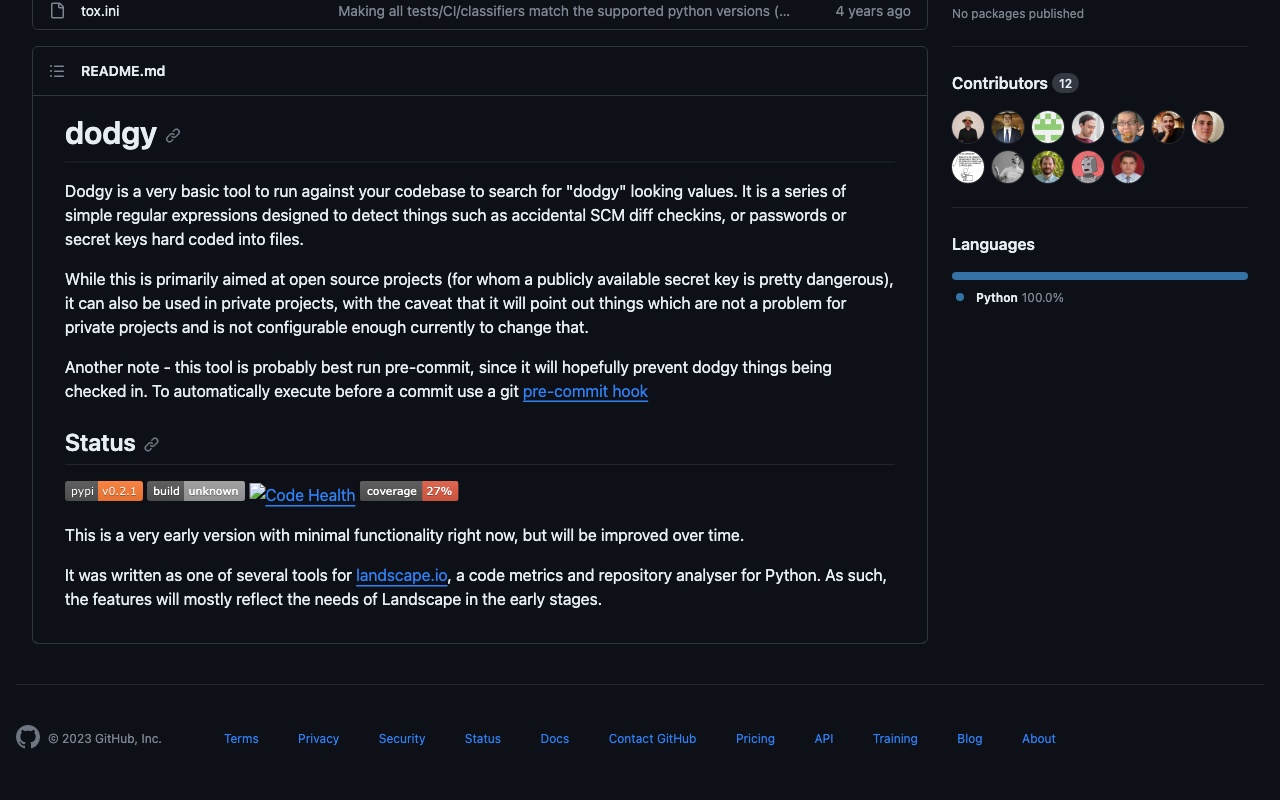 tox.ini Making all tests/CI/classifiers match the supported python versions (... 4 years ago
No packages published
README.md
Contributors 12
dodgy
Dodgy is a very basic tool to run against your codebase to search for "dodgy" looking values. It is a series of
simple regular expressions designed to detect things such as accidental SCM diff checkins, or passwords or
secret keys hard coded into files.
While this is primarily aimed at open source projects (for whom a publicly available secret key is pretty dangerous),
it can also be used in private projects, with the caveat that it will point out things which are not a problem for
private projects and is not configurable enough currently to change that.
Another note - this tool is probably best run pre-commit, since it will hopefully prevent dodgy things being
checked in. To automatically execute before a commit use a git pre-commit hook
Status
pypi v0.2.1 build unknown Code Health coverage 27%
This is a very early version with minimal functionality right now, but will be improved over time.
It was written as one of several tools for landscape.io, a code metrics and repository analyser for Python. As such,
the features will mostly reflect the needs of Landscape in the early stages.
Languages
Python 100.0%
© 2023 GitHub, Inc. Terms Privacy Security Status Docs Contact GitHub Pricing API Training Blog About